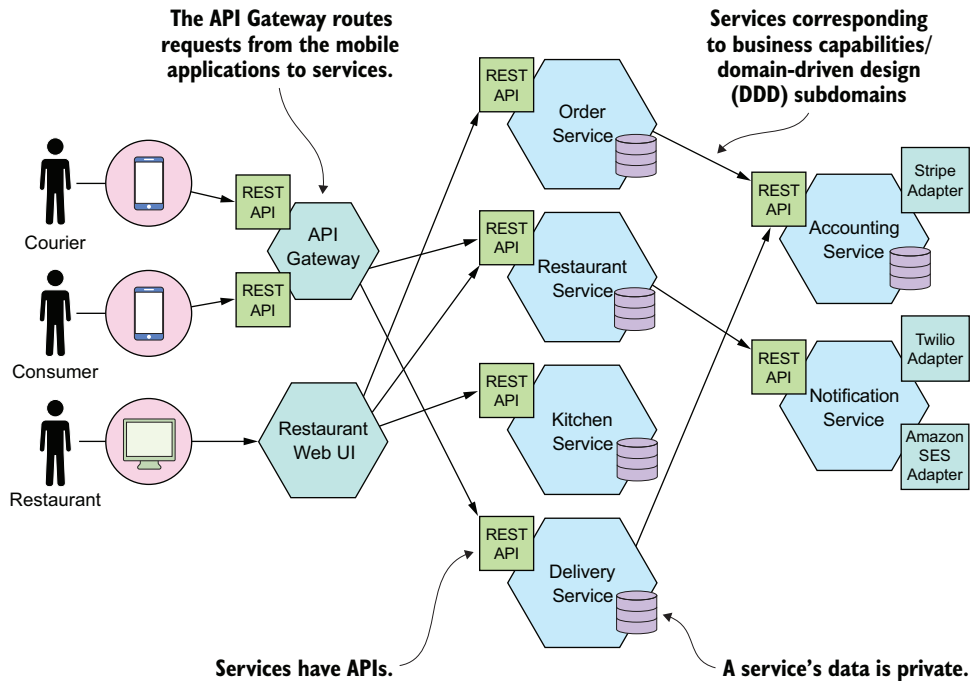 The API Gateway routes
requests from the mobile
applications to services.
Services corresponding
to business capabilities/
domain-driven design
(DDD) subdomains
REST
API
Order
Service
Courier
REST
API
API
Gateway
REST
API
Consumer
REST
API
Restaurant
Service
REST
API
Accounting
Service
Stripe
Adapter
Restaurant
Restaurant
Web UI
REST
API
Kitchen
Service
REST
API
Notification
Service
Twilio
Adapter
Amazon
SES
Adapter
REST
API
Delivery
Service
Services have APIs.
A service's data is private.